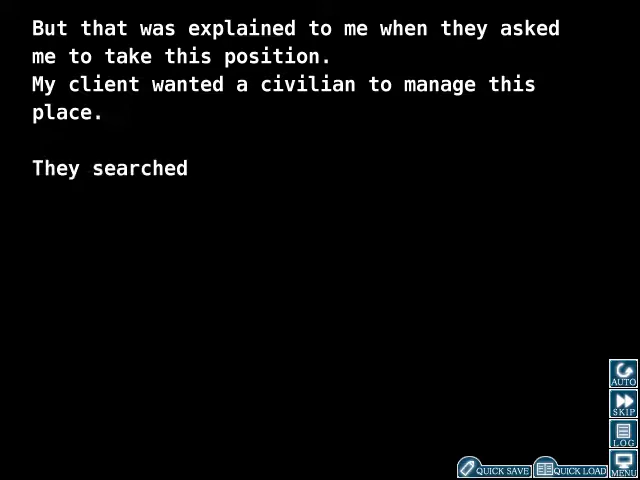 But that was explained to me when they asked
me to take this position.
My client wanted a civilian to manage this
place.
They searched
AUTO
SKIP
LOG
MENU
QUICK SAVE
QUICK LOAD